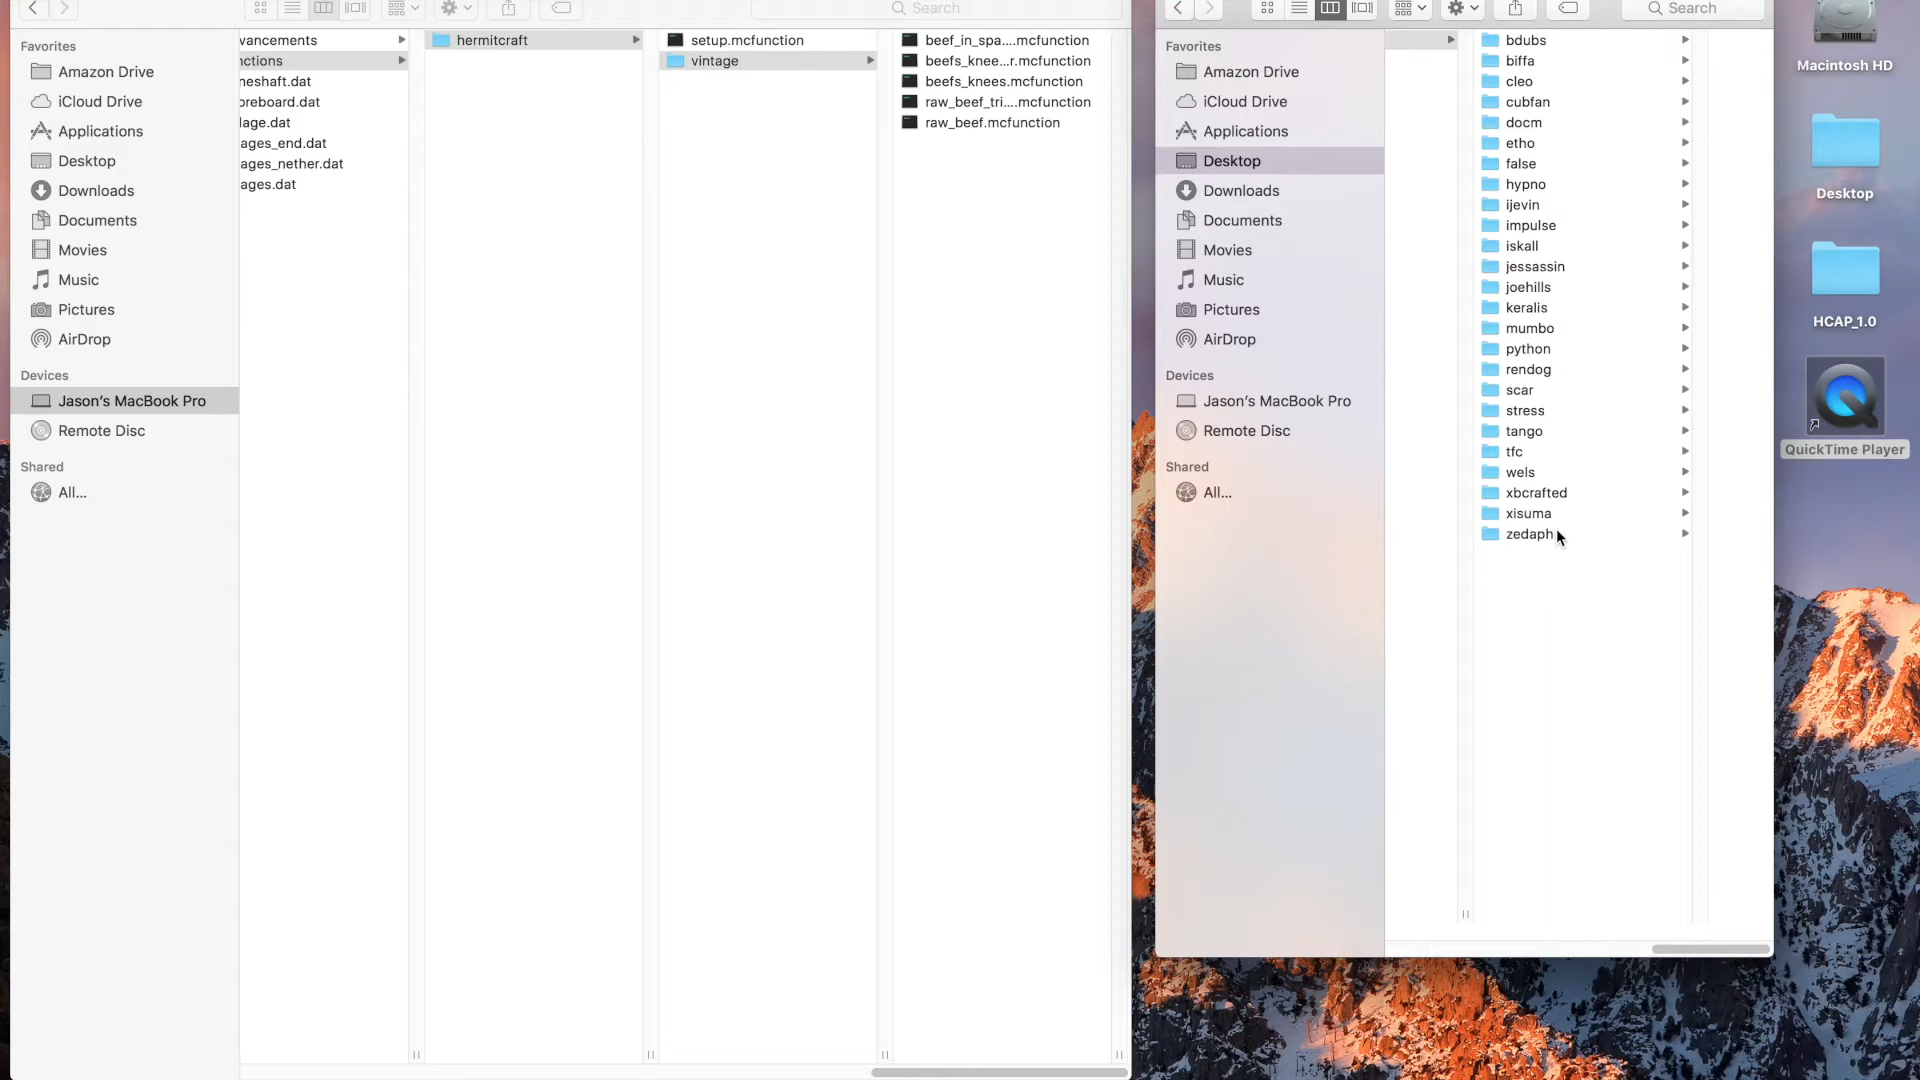 Search
Favorites
Amazon Drive
iCloud Drive
Applications
Desktop
Downloads
Documents
Movies
Music
Pictures
AirDrop
Devices
Jason's MacBook Pro
Remote Disc
Shared
All...
vancements
nctions
neshaft.dat
oreboard.dat
lage.dat
ages_end.dat
ages_nether.dat
ages.dat
hermitcraft
setup.mcfunction
vintage
beef_in_spa....mcfunction
beefs_knee...r.mcfunction
beefs_knees.mcfunction
raw_beef_tri....mcfunction
raw_beef.mcfunction
Search
Favorites
Amazon Drive
iCloud Drive
Applications
Desktop
Downloads
Documents
Movies
Music
Pictures
AirDrop
Devices
Jason's MacBook Pro
Remote Disc
Shared
All...
bdubs
biffa
cleo
cubfan
docm
etho
false
hypno
ijevin
impulse
iskall
jessassin
joehills
keralis
mumbo
python
rendog
scar
stress
tango
tfc
wels
xbcrafted
xisuma
zedaph
Macintosh HD
Desktop
HCAP_1.0
QuickTime Player